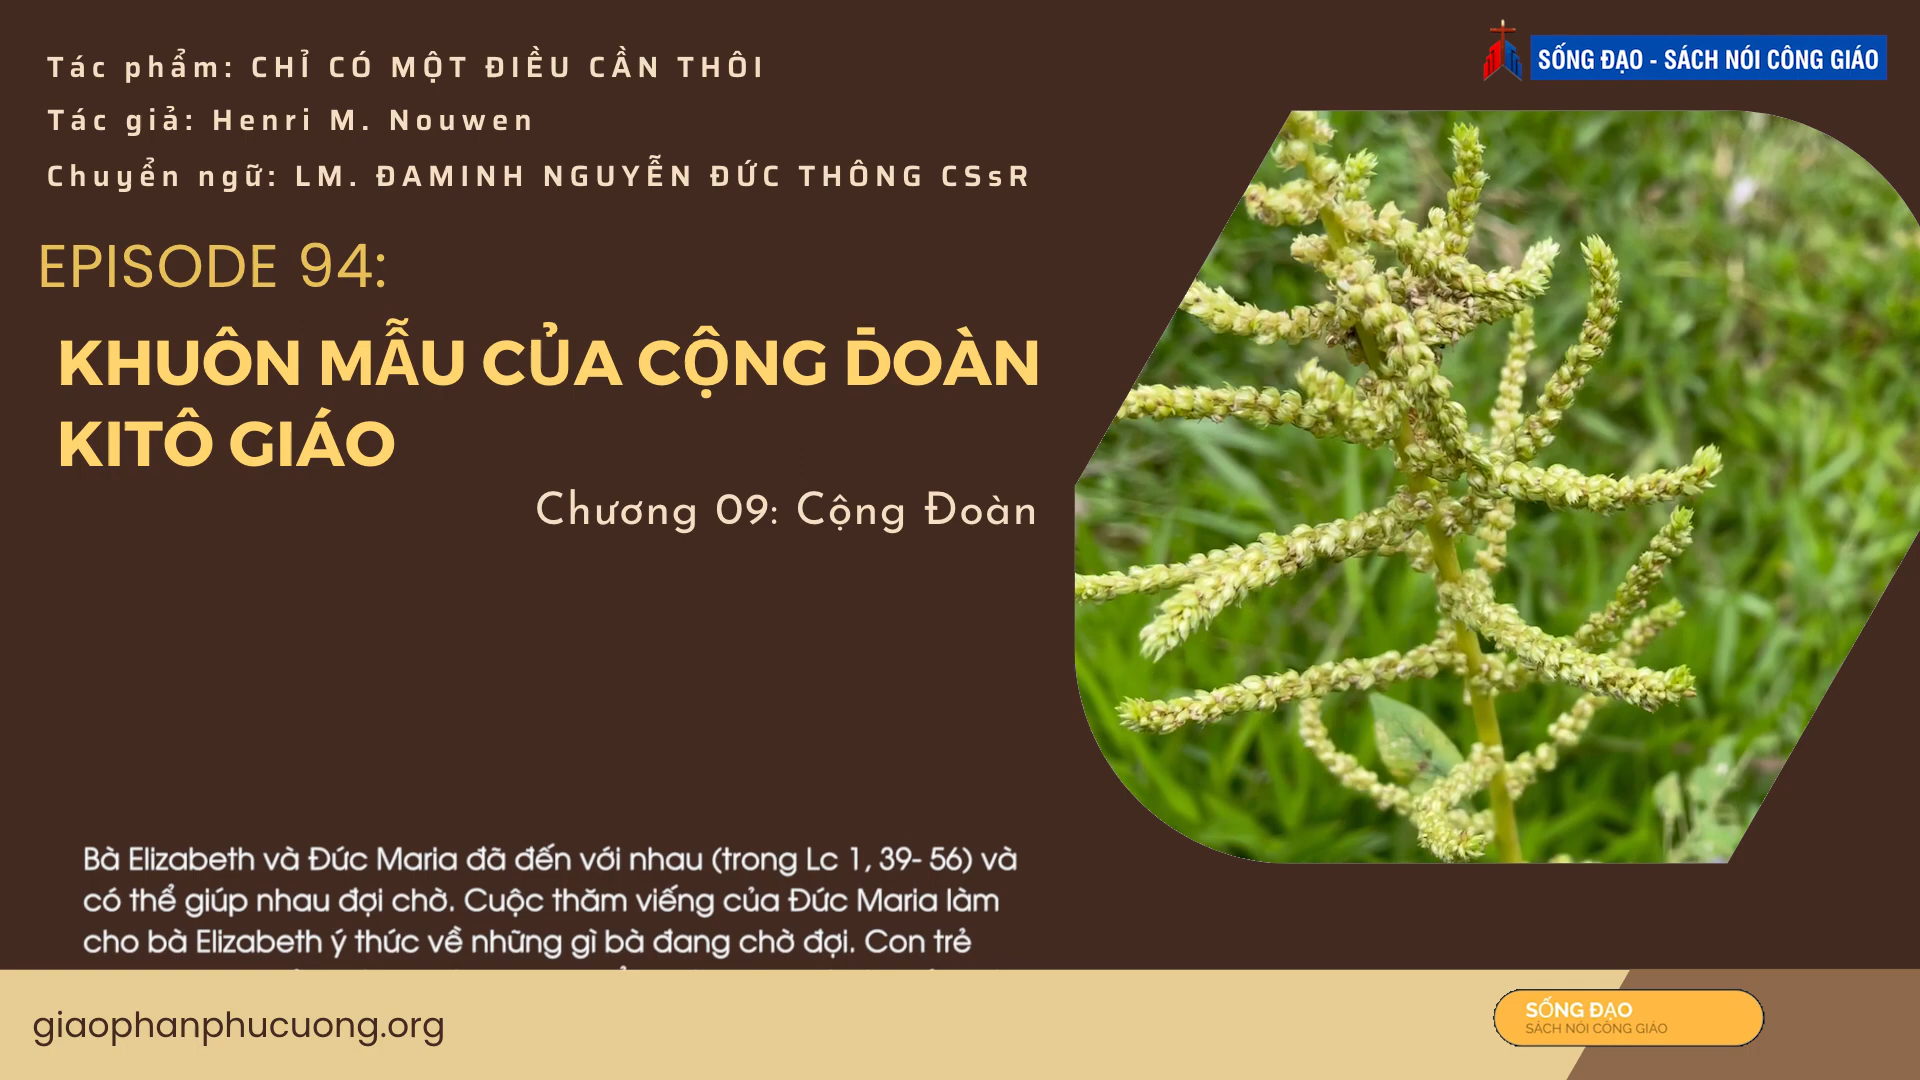 Tác phẩm: CHỈ CÓ MỘT ĐIỀU CẦN THÔI
SỐNG ĐẠO - SÁCH NÓI CÔNG GIÁO
Tác giả: Henri M. Nouwen
Chuyển ngữ: LM. ĐAMINH NGUYỄN ĐỨC THÔNG CSsR
EPISODE 94:
KHUÔN MẪU CỦA CỘNG ĐOÀN
KITÔ GIÁO
Chương 09: Cộng Đoàn
Bà Elizabeth và Đức Maria đã đến với nhau (trong Lc 1, 39- 56) và
có thể giúp nhau đợi chờ. Cuộc thăm viếng của Đức Maria làm
cho bà Elizabeth ý thức về những gì bà đang chờ đợi. Con trẻ
giaophanphucuong.org
SỐNG ĐẠO
SÁCH NÓI CÔNG GIÁO